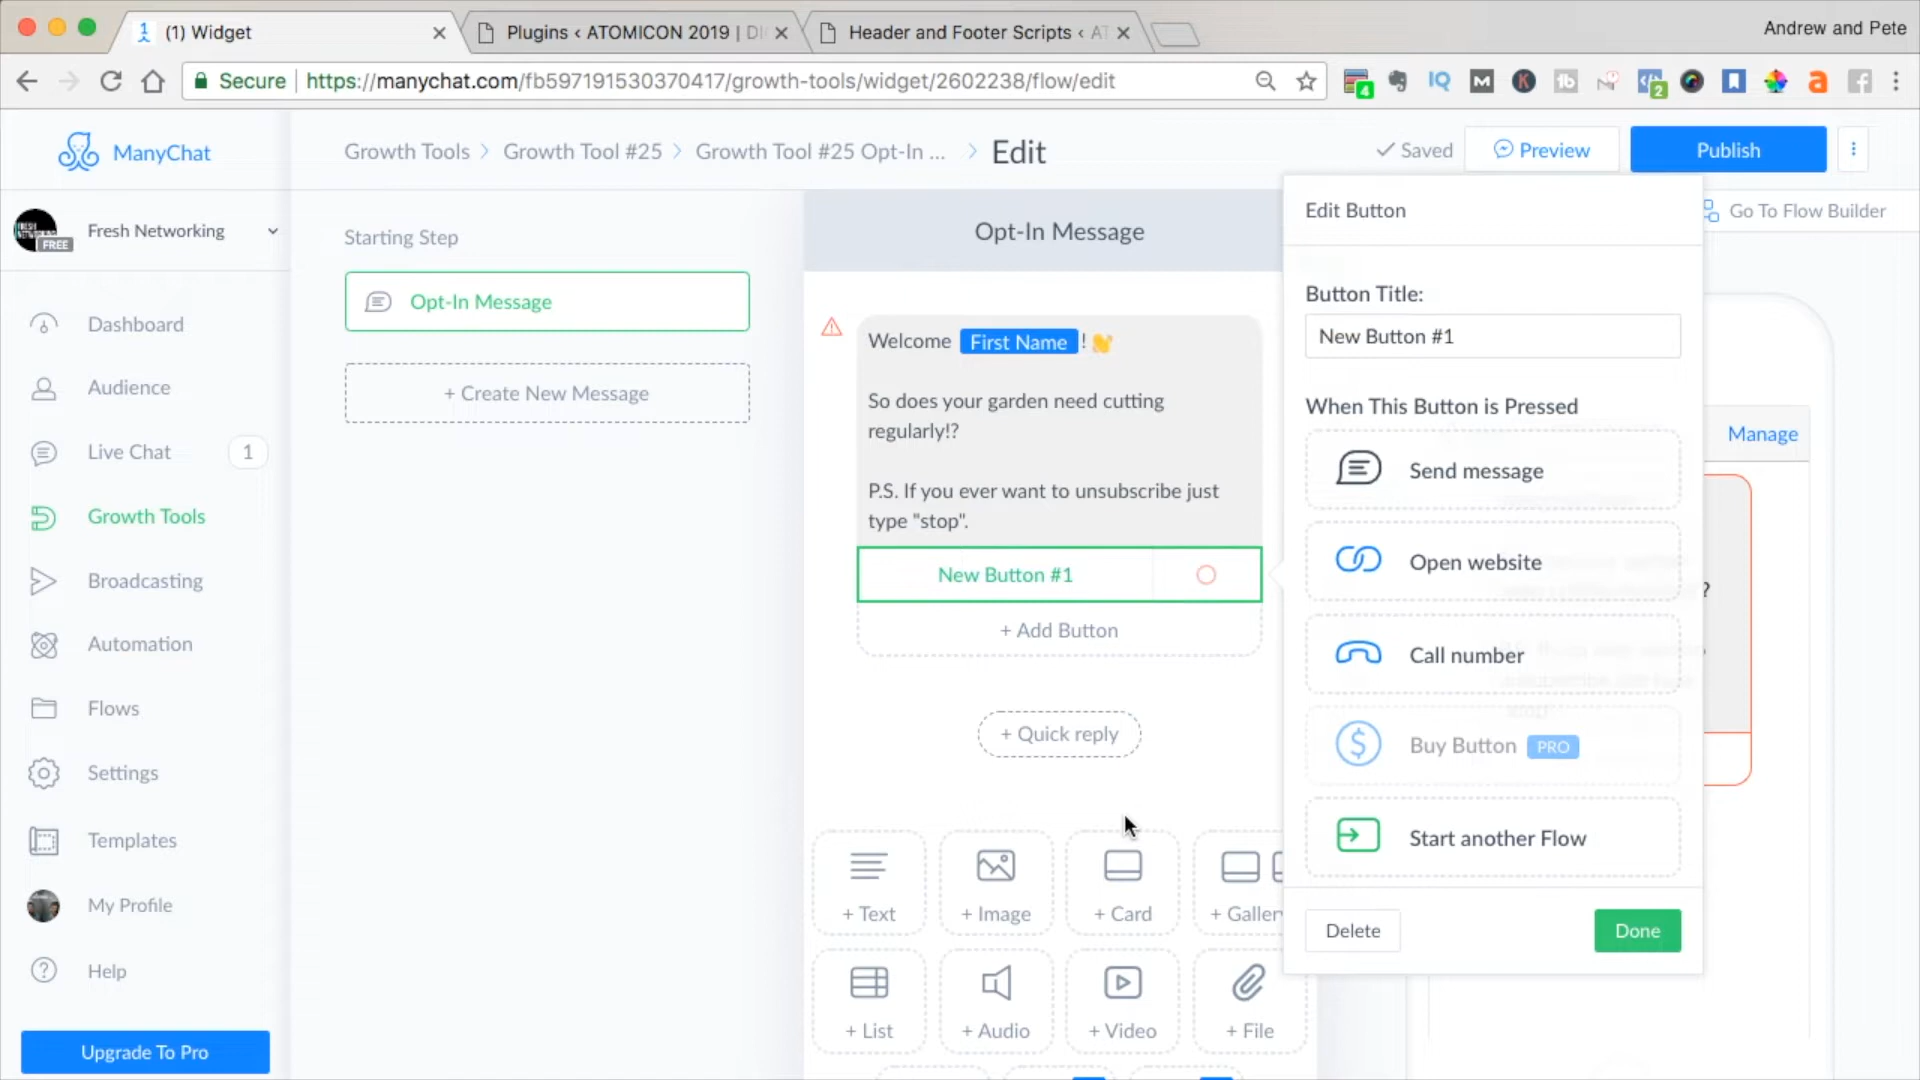 (1) Widget
Plugins ‹ ATOMICON 2019 | DI
Header and Footer Scripts ‹ AT
Andrew and Pete
Secure
https://manychat.com/fb597191530370417/growth-tools/widget/2602238/flow/edit
4
IQ
M
K
tb
2
a
ManyChat
Growth Tools
Growth Tool #25
Growth Tool #25 Opt-In ...
Edit
Saved
Preview
Publish
Fresh Networking
FREE
Go To Flow Builder
Dashboard
Audience
Live Chat
1
Growth Tools
Broadcasting
Automation
Flows
Settings
Templates
My Profile
Help
Upgrade To Pro
Starting Step
Opt-In Message
+ Create New Message
Opt-In Message
Welcome First Name ! 👋
So does your garden need cutting
regularly!?
P.S. If you ever want to unsubscribe just
type "stop".
New Button #1
+ Add Button
+ Quick reply
+ Text
+ Image
+ Card
+ Gallery
+ List
+ Audio
+ Video
+ File
Edit Button
Button Title:
New Button #1
When This Button is Pressed
Send message
Open website
Call number
Buy Button PRO
Start another Flow
Delete
Done
Manage
?